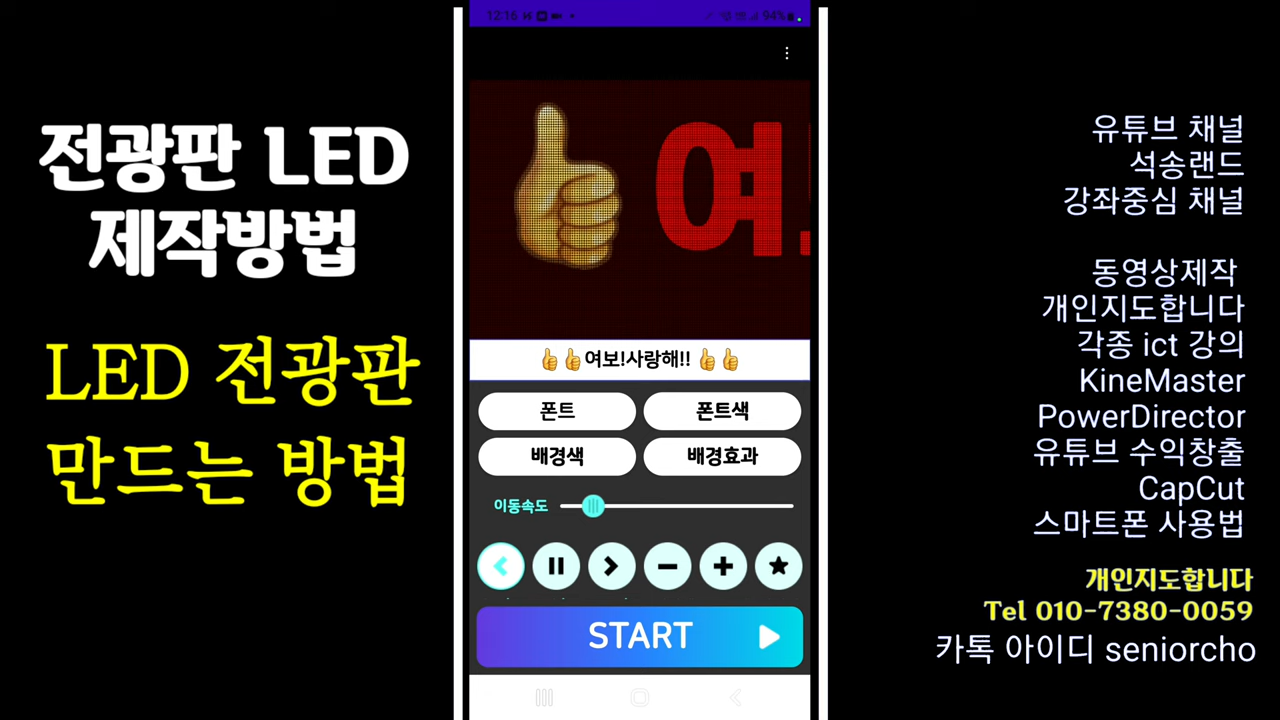 전광판 LED
제작방법
LED 전광판
만드는 방법
12:16
94%
👍 여
👍👍여보!사랑해!! 👍👍
폰트
폰트색
배경색
배경효과
이동속도
START
유튜브 채널
석송랜드
강좌중심 채널
동영상제작
개인지도합니다
각종 ict 강의
KineMaster
PowerDirector
유튜브 수익창출
CapCut
스마트폰 사용법
개인지도합니다
Tel 010-7380-0059
카톡 아이디 seniorcho